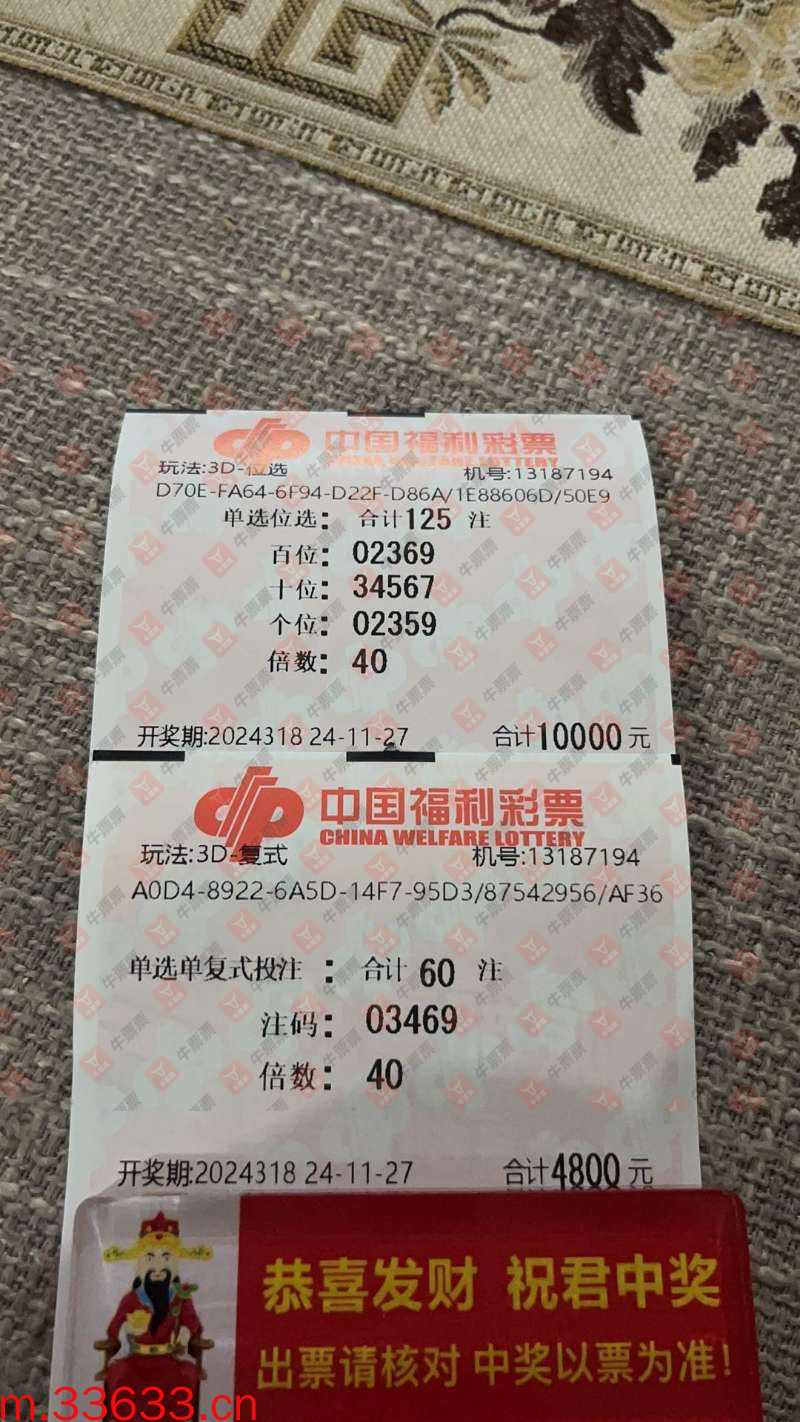 中国福利彩票
CHINA WELFARE LOTTERY
玩法:3D-位选 机号:13187194
D70E-FA64-6F94-D22F-D86A/1E88606D/50E9
单选位选: 合计125 注
百位: 02369
十位: 34567
个位: 02359
倍数: 40
开奖期:2024318 24-11-27 合计10000元
中国福利彩票
CHINA WELFARE LOTTERY
玩法:3D-复式 机号:13187194
A0D4-8922-6A5D-14F7-95D3/87542956/AF36
单选单复式投注 : 合计 60 注
注码: 03469
倍数: 40
开奖期:2024318 24-11-27 合计4800元
恭喜发财 祝君中奖
出票请核对 中奖以票为准!
m.33633.cn
牛票票